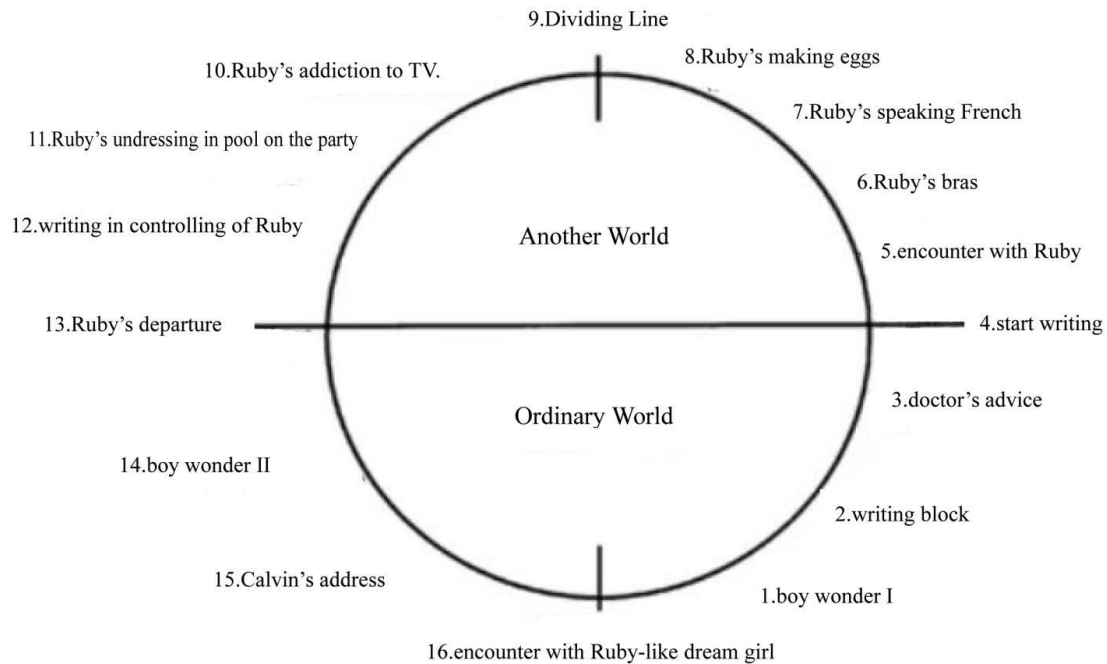 9.Dividing Line
8.Ruby's making eggs
10.Ruby's addiction to TV.
7.Ruby's speaking French
11.Ruby's undressing in pool on the party
6.Ruby's bras
12.writing in controlling of Ruby
Another World
5.encounter with Ruby
13.Ruby's departure
4.start writing
3.doctor's advice
Ordinary World
14.boy wonder II
2.writing block
15.Calvin's address
1.boy wonder I
16.encounter with Ruby-like dream girl